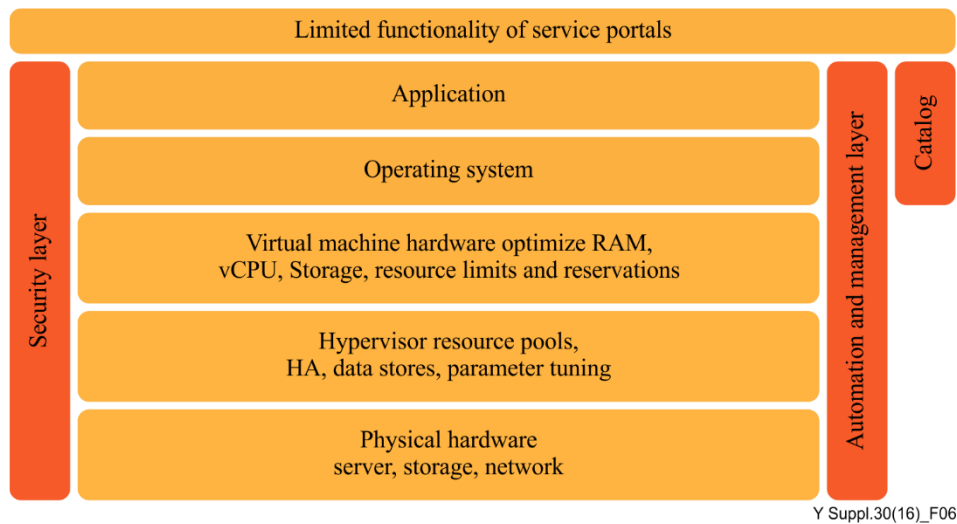 Limited functionality of service portals
Security layer
Application
Operating system
Virtual machine hardware optimize RAM,
vCPU, Storage, resource limits and reservations
Hypervisor resource pools,
HA, data stores, parameter tuning
Physical hardware
server, storage, network
Automation and management layer
Catalog
Y Suppl.30(16)_F06